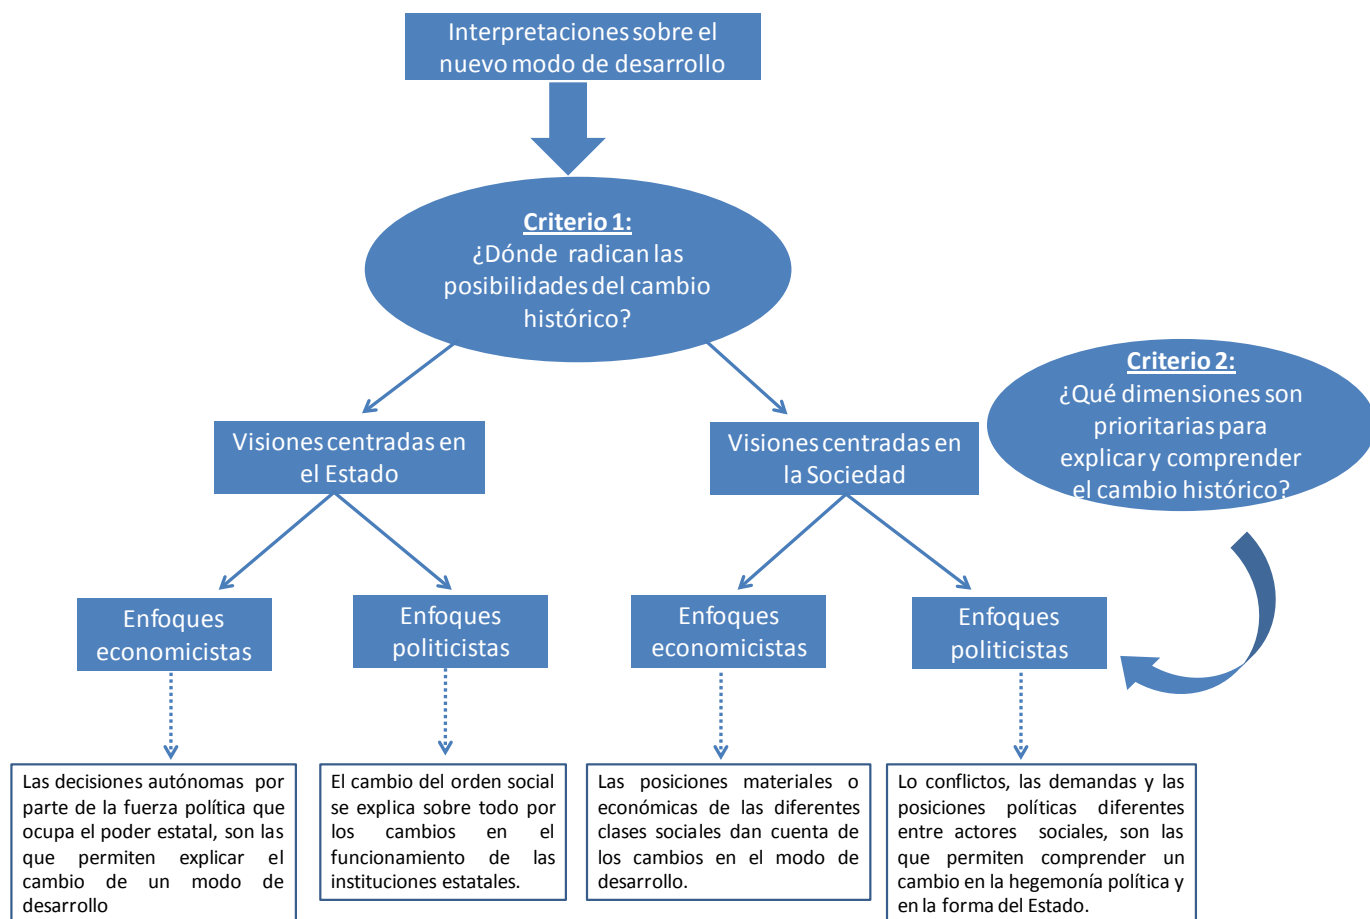 Interpretaciones sobre el
nuevo modo de desarrollo
Criterio 1:
¿Dónde radican las
posibilidades del cambio
histórico?
Criterio 2:
¿Qué dimensiones son
prioritarias para
explicar y comprender
el cambio histórico?
Visiones centradas en
el Estado
Visiones centradas en
la Sociedad
Enfoques
economicistas
Enfoques
politicistas
Enfoques
economicistas
Enfoques
politicistas
Las decisiones autónomas por
parte de la fuerza política que
ocupa el poder estatal, son las
que permiten explicar el
cambio de un modo de
desarrollo
El cambio del orden social
se explica sobre todo por
los cambios en el
funcionamiento de las
instituciones estatales.
Las posiciones materiales o
económicas de las diferentes
clases sociales dan cuenta de
los cambios en el modo de
desarrollo.
Lo conflictos, las demandas y las
posiciones políticas diferentes
entre actores sociales, son las
que permiten comprender un
cambio en la hegemonía política y
en la forma del Estado.